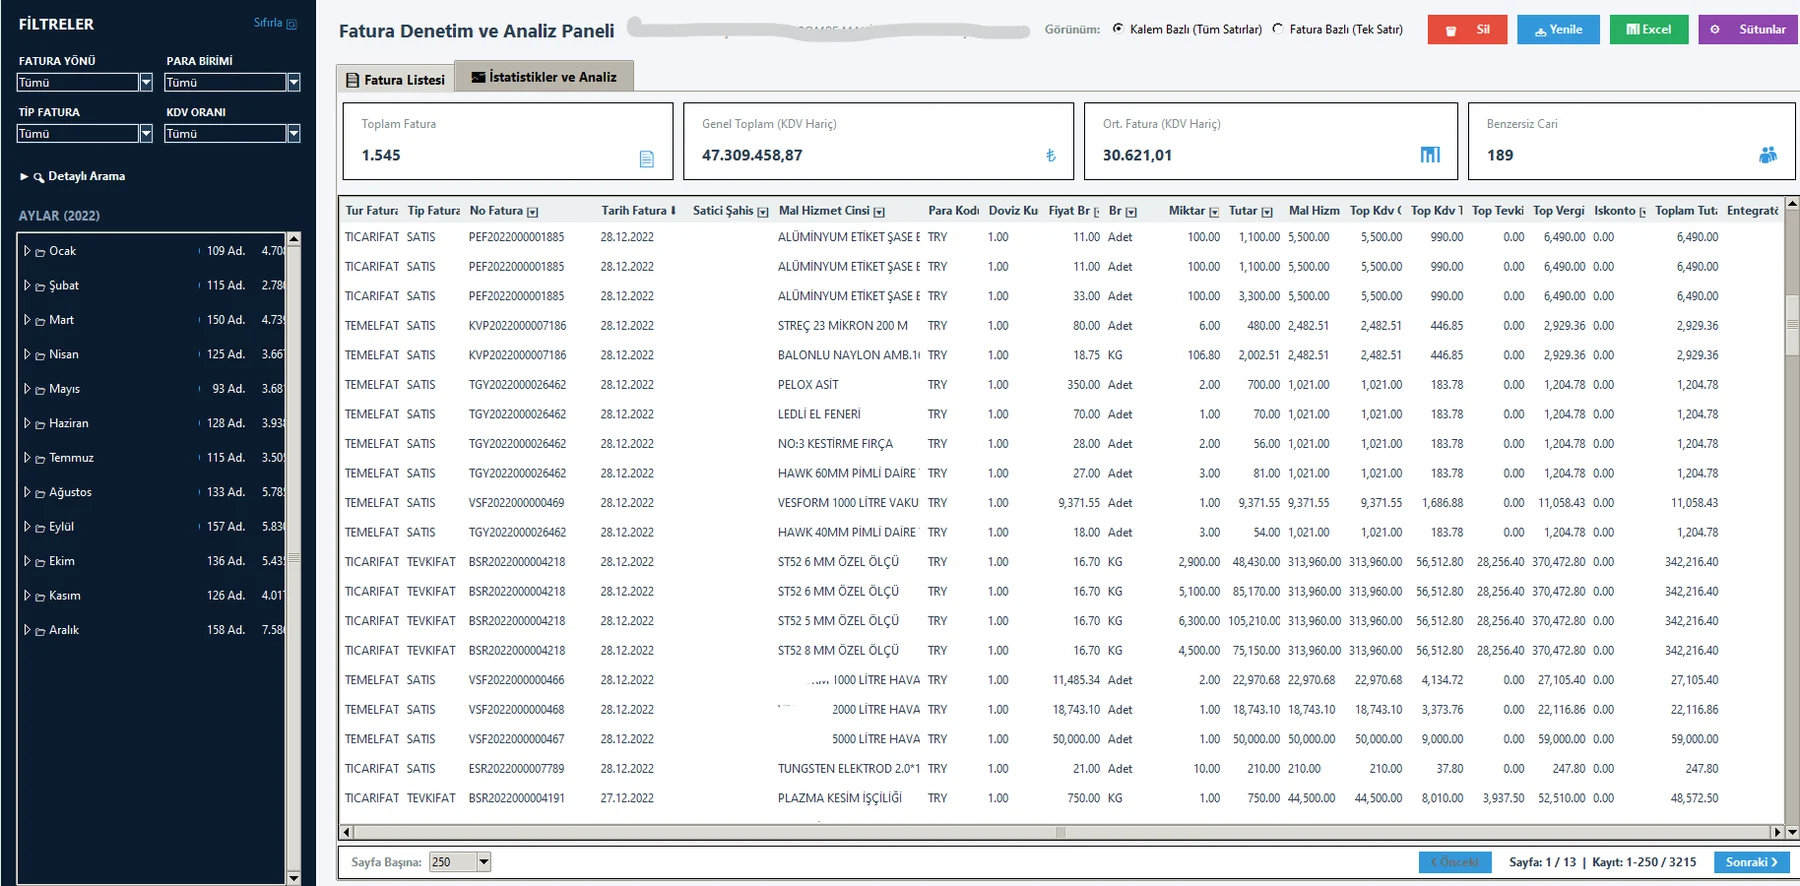 FİLTRELER Sıfırla
FATURA YÖNÜ PARA BİRİMİ
Tümü Tümü
TİP FATURA KDV ORANI
Tümü Tümü
Detaylı Arama
AYLAR (2022)
Ocak 109 Ad. 4.708
Şubat 115 Ad. 2.780
Mart 150 Ad. 4.739
Nisan 125 Ad. 3.667
Mayıs 93 Ad. 3.687
Haziran 128 Ad. 3.938
Temmuz 115 Ad. 3.505
Ağustos 133 Ad. 5.785
Eylül 157 Ad. 5.830
Ekim 136 Ad. 5.435
Kasım 126 Ad. 4.017
Aralık 158 Ad. 7.586
Fatura Denetim ve Analiz Paneli Görünüm: Kalem Bazlı (Tüm Satırlar) Fatura Bazlı (Tek Satır) Sil Yenile Excel Sütunlar
Fatura Listesi İstatistikler ve Analiz
Toplam Fatura Genel Toplam (KDV Hariç) Ort. Fatura (KDV Hariç) Benzersiz Cari
1.545 47.309.458,87 ₺ 30.621,01 189
Tur Fatura Tip Fatura No Fatura Tarih Fatura Satici Şahis Mal Hizmet Cinsi Para Kodu Doviz Ku Fiyat Br Br Miktar Tutar Mal Hizm Top Kdv Top Kdv T Top Tevki Top Vergi Iskonto Toplam Tuta Entegratö
TICARIFAT SATIS PEF2022000001885 28.12.2022 ALÜMİNYUM ETİKET ŞASE E TRY 1.00 11.00 Adet 100.00 1,100.00 5,500.00 5,500.00 990.00 0.00 6,490.00 0.00 6,490.00
TICARIFAT SATIS PEF2022000001885 28.12.2022 ALÜMİNYUM ETİKET ŞASE E TRY 1.00 11.00 Adet 100.00 1,100.00 5,500.00 5,500.00 990.00 0.00 6,490.00 0.00 6,490.00
TICARIFAT SATIS PEF2022000001885 28.12.2022 ALÜMİNYUM ETİKET ŞASE E TRY 1.00 33.00 Adet 100.00 3,300.00 5,500.00 5,500.00 990.00 0.00 6,490.00 0.00 6,490.00
TEMELFAT SATIS KVP2022000007186 28.12.2022 STREÇ 23 MİKRON 200 M TRY 1.00 80.00 Adet 6.00 480.00 2,482.51 2,482.51 446.85 0.00 2,929.36 0.00 2,929.36
TEMELFAT SATIS KVP2022000007186 28.12.2022 BALONLU NAYLON AMB.1 TRY 1.00 18.75 KG 106.80 2,002.51 2,482.51 2,482.51 446.85 0.00 2,929.36 0.00 2,929.36
TEMELFAT SATIS TGY2022000026462 28.12.2022 PELOX ASİT TRY 1.00 350.00 Adet 2.00 700.00 1,021.00 1,021.00 183.78 0.00 1,204.78 0.00 1,204.78
TEMELFAT SATIS TGY2022000026462 28.12.2022 LEDLİ EL FENERİ TRY 1.00 70.00 Adet 1.00 70.00 1,021.00 1,021.00 183.78 0.00 1,204.78 0.00 1,204.78
TEMELFAT SATIS TGY2022000026462 28.12.2022 NO:3 KESTİRME FIRÇA TRY 1.00 28.00 Adet 2.00 56.00 1,021.00 1,021.00 183.78 0.00 1,204.78 0.00 1,204.78
TEMELFAT SATIS TGY2022000026462 28.12.2022 HAWK 60MM PİMLİ DAİRE TRY 1.00 27.00 Adet 3.00 81.00 1,021.00 1,021.00 183.78 0.00 1,204.78 0.00 1,204.78
TEMELFAT SATIS VSF2022000000469 28.12.2022 VESFORM 1000 LİTRE VAKU TRY 1.00 9,371.55 Adet 1.00 9,371.55 9,371.55 9,371.55 1,686.88 0.00 11,058.43 0.00 11,058.43
TEMELFAT SATIS TGY2022000026462 28.12.2022 HAWK 40MM PİMLİ DAİRE TRY 1.00 18.00 Adet 3.00 54.00 1,021.00 1,021.00 183.78 0.00 1,204.78 0.00 1,204.78
TICARIFAT TEVKIFAT BSR2022000004218 28.12.2022 ST52 6 MM ÖZEL ÖLÇÜ TRY 1.00 16.70 KG 2,900.00 48,430.00 313,960.00 313,960.00 56,512.80 28,256.40 370,472.80 0.00 342,216.40
TICARIFAT TEVKIFAT BSR2022000004218 28.12.2022 ST52 6 MM ÖZEL ÖLÇÜ TRY 1.00 16.70 KG 5,100.00 85,170.00 313,960.00 313,960.00 56,512.80 28,256.40 370,472.80 0.00 342,216.40
TICARIFAT TEVKIFAT BSR2022000004218 28.12.2022 ST52 5 MM ÖZEL ÖLÇÜ TRY 1.00 16.70 KG 6,300.00 105,210.00 313,960.00 313,960.00 56,512.80 28,256.40 370,472.80 0.00 342,216.40
TICARIFAT TEVKIFAT BSR2022000004218 28.12.2022 ST52 8 MM ÖZEL ÖLÇÜ TRY 1.00 16.70 KG 4,500.00 75,150.00 313,960.00 313,960.00 56,512.80 28,256.40 370,472.80 0.00 342,216.40
TEMELFAT SATIS VSF2022000000466 28.12.2022 1000 LİTRE HAVA TRY 1.00 11,485.34 Adet 2.00 22,970.68 22,970.68 22,970.68 4,134.72 0.00 27,105.40 0.00 27,105.40
TEMELFAT SATIS VSF2022000000468 28.12.2022 2000 LİTRE HAVA TRY 1.00 18,743.10 Adet 1.00 18,743.10 18,743.10 18,743.10 3,373.76 0.00 22,116.86 0.00 22,116.86
TEMELFAT SATIS VSF2022000000467 28.12.2022 5000 LİTRE HAVA TRY 1.00 50,000.00 Adet 1.00 50,000.00 50,000.00 50,000.00 9,000.00 0.00 59,000.00 0.00 59,000.00
TICARIFAT SATIS ESR2022000007789 28.12.2022 TUNGSTEN ELEKTROD 2.0*1 TRY 1.00 21.00 Adet 10.00 210.00 210.00 210.00 37.80 0.00 247.80 0.00 247.80
TICARIFAT TEVKIFAT BSR2022000004191 27.12.2022 PLAZMA KESİM İŞÇİLİĞİ TRY 1.00 750.00 KG 1.00 750.00 44,500.00 44,500.00 8,010.00 3,937.50 52,510.00 0.00 48,572.50
Sayfa Başına: 250 Önceki Sayfa: 1 / 13 | Kayıt: 1-250 / 3215 Sonraki